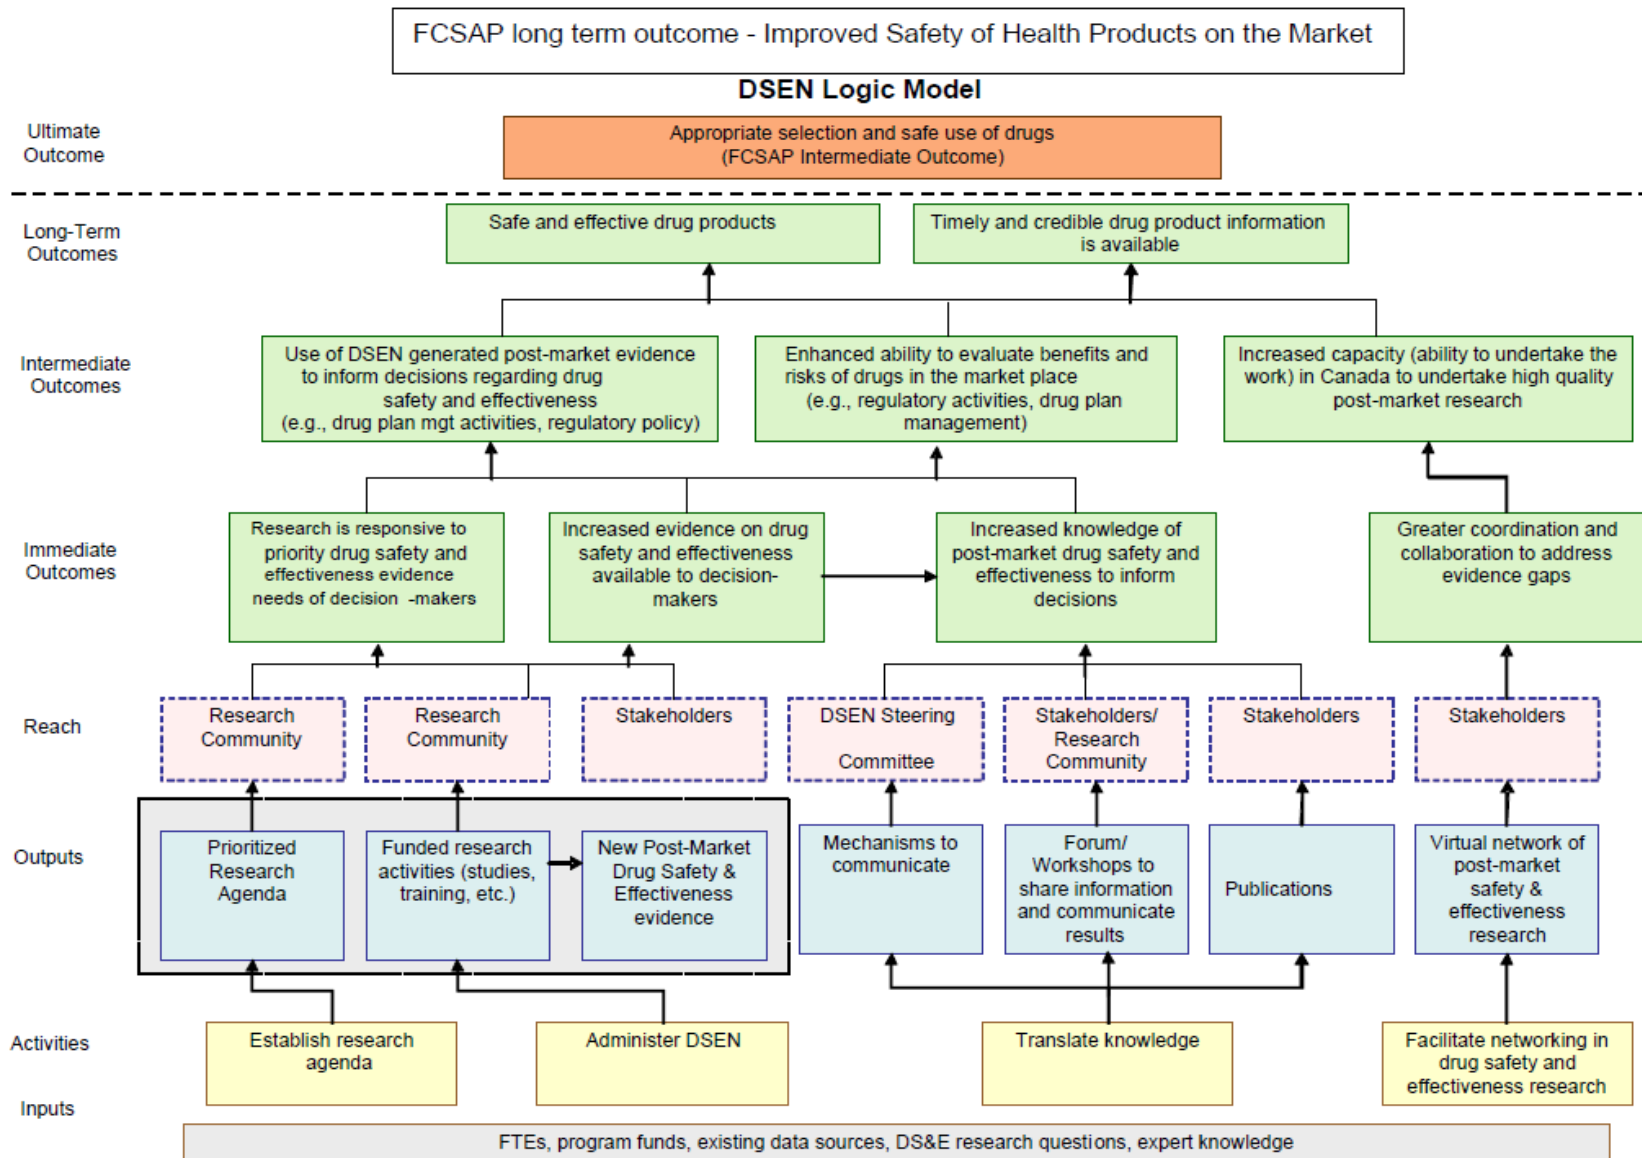 FCSAP long term outcome - Improved Safety of Health Products on the Market
DSEN Logic Model
Ultimate
Outcome
Appropriate selection and safe use of drugs
(FCSAP Intermediate Outcome)
Long-Term
Outcomes
Safe and effective drug products
Timely and credible drug product information
is available
Intermediate
Outcomes
Use of DSEN generated post-market evidence
to inform decisions regarding drug
safety and effectiveness
(e.g., drug plan mgt activities, regulatory policy)
Enhanced ability to evaluate benefits and
risks of drugs in the market place
(e.g., regulatory activities, drug plan
management)
Increased capacity (ability to undertake the
work) in Canada to undertake high quality
post-market research
Immediate
Outcomes
Research is responsive to
priority drug safety and
effectiveness evidence
needs of decision -makers
Increased evidence on drug
safety and effectiveness
available to decision-
makers
Increased knowledge of
post-market drug safety and
effectiveness to inform
decisions
Greater coordination and
collaboration to address
evidence gaps
Reach
Research
Community
Research
Community
Stakeholders
DSEN Steering
Committee
Stakeholders/
Research
Community
Stakeholders
Stakeholders
Outputs
Prioritized
Research
Agenda
Funded research
activities (studies,
training, etc.)
New Post-Market
Drug Safety &
Effectiveness
evidence
Mechanisms to
communicate
Forum/
Workshops to
share information
and communicate
results
Publications
Virtual network of
post-market
safety &
effectiveness
research
Activities
Establish research
agenda
Administer DSEN
Translate knowledge
Facilitate networking in
drug safety and
effectiveness research
Inputs
FTEs, program funds, existing data sources, DS&E research questions, expert knowledge